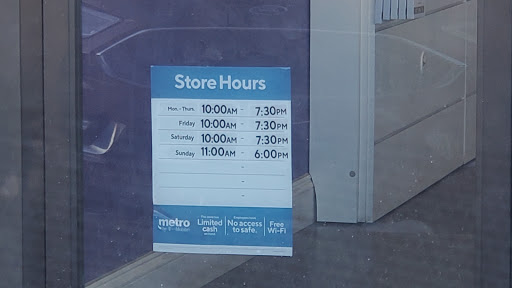 Store Hours
Mon. - Thurs. 10:00AM - 7:30PM
Friday 10:00AM - 7:30PM
Saturday 10:00AM - 7:30PM
Sunday 11:00AM - 6:00PM
-
-
-
metro
by T-Mobile
Limited
cash
No access
to safe.
Free
Wi-Fi